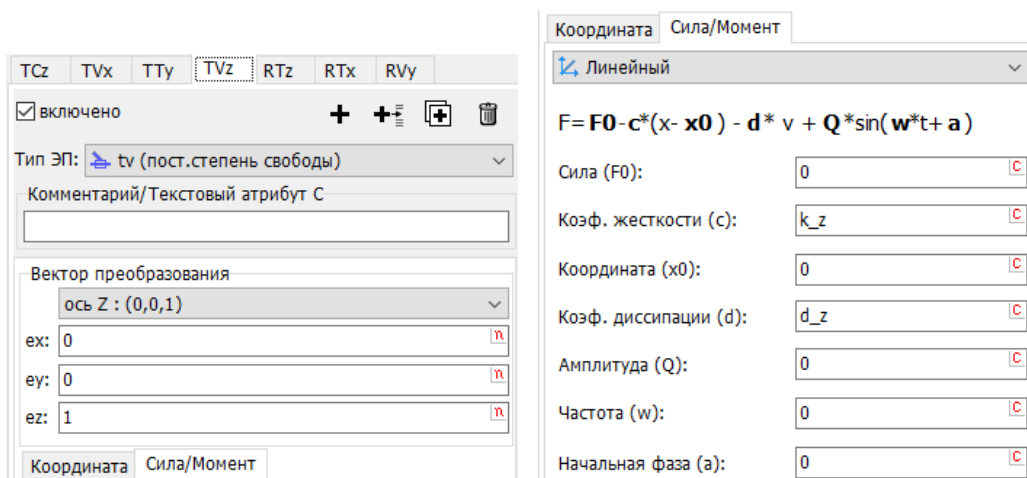 TCz TVx TTy TVz RTz RTx RVy
включено
Тип ЭП: tv (пост.степень свободы)
Комментарий/Текстовый атрибут C
Вектор преобразования
ось Z : (0,0,1)
ex: 0 n
ey: 0 n
ez: 1 n
Координата Сила/Момент
Координата Сила/Момент
Линейный
F= F0-c*(x- x0 ) - d* v + Q*sin( w*t+ a )
Сила (F0): 0 C
Коэф. жесткости (c): k_z C
Координата (x0): 0 C
Коэф. диссипации (d): d_z C
Амплитуда (Q): 0 C
Частота (w): 0 C
Начальная фаза (a): 0 C